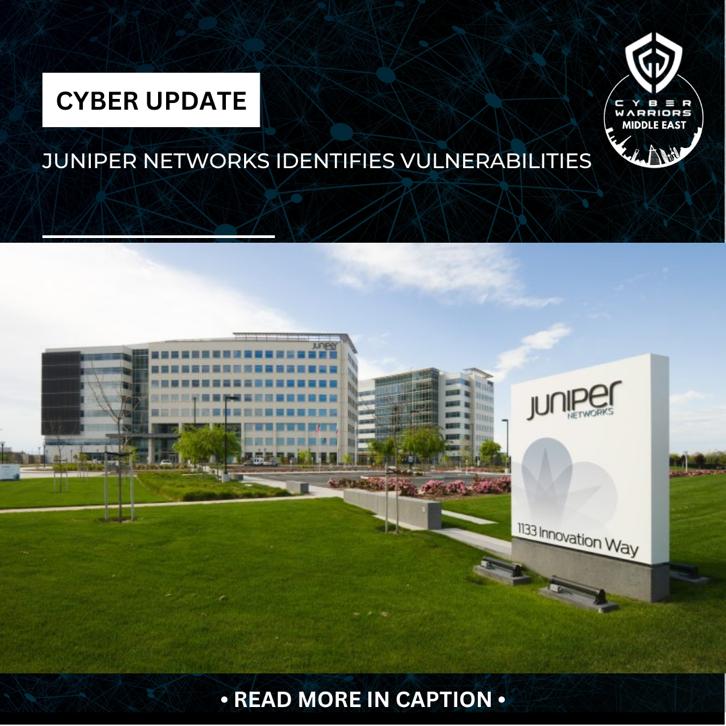 CYBER UPDATE
CYBER
WARRIORS
MIDDLE EAST
JUNIPER NETWORKS IDENTIFIES VULNERABILITIES
juniper
juniper
NETWORKS
1133 Innovation Way
• READ MORE IN CAPTION •